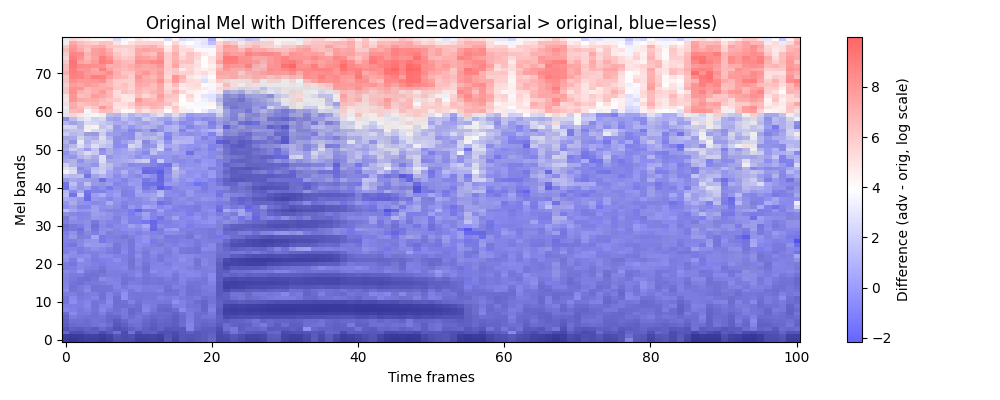 Original Mel with Differences (red=adversarial > original, blue=less)
Mel bands
70
60
50
40
30
20
10
0
0 20 40 60 80 100
Time frames
8
6
4
2
0
−2
Difference (adv - orig, log scale)